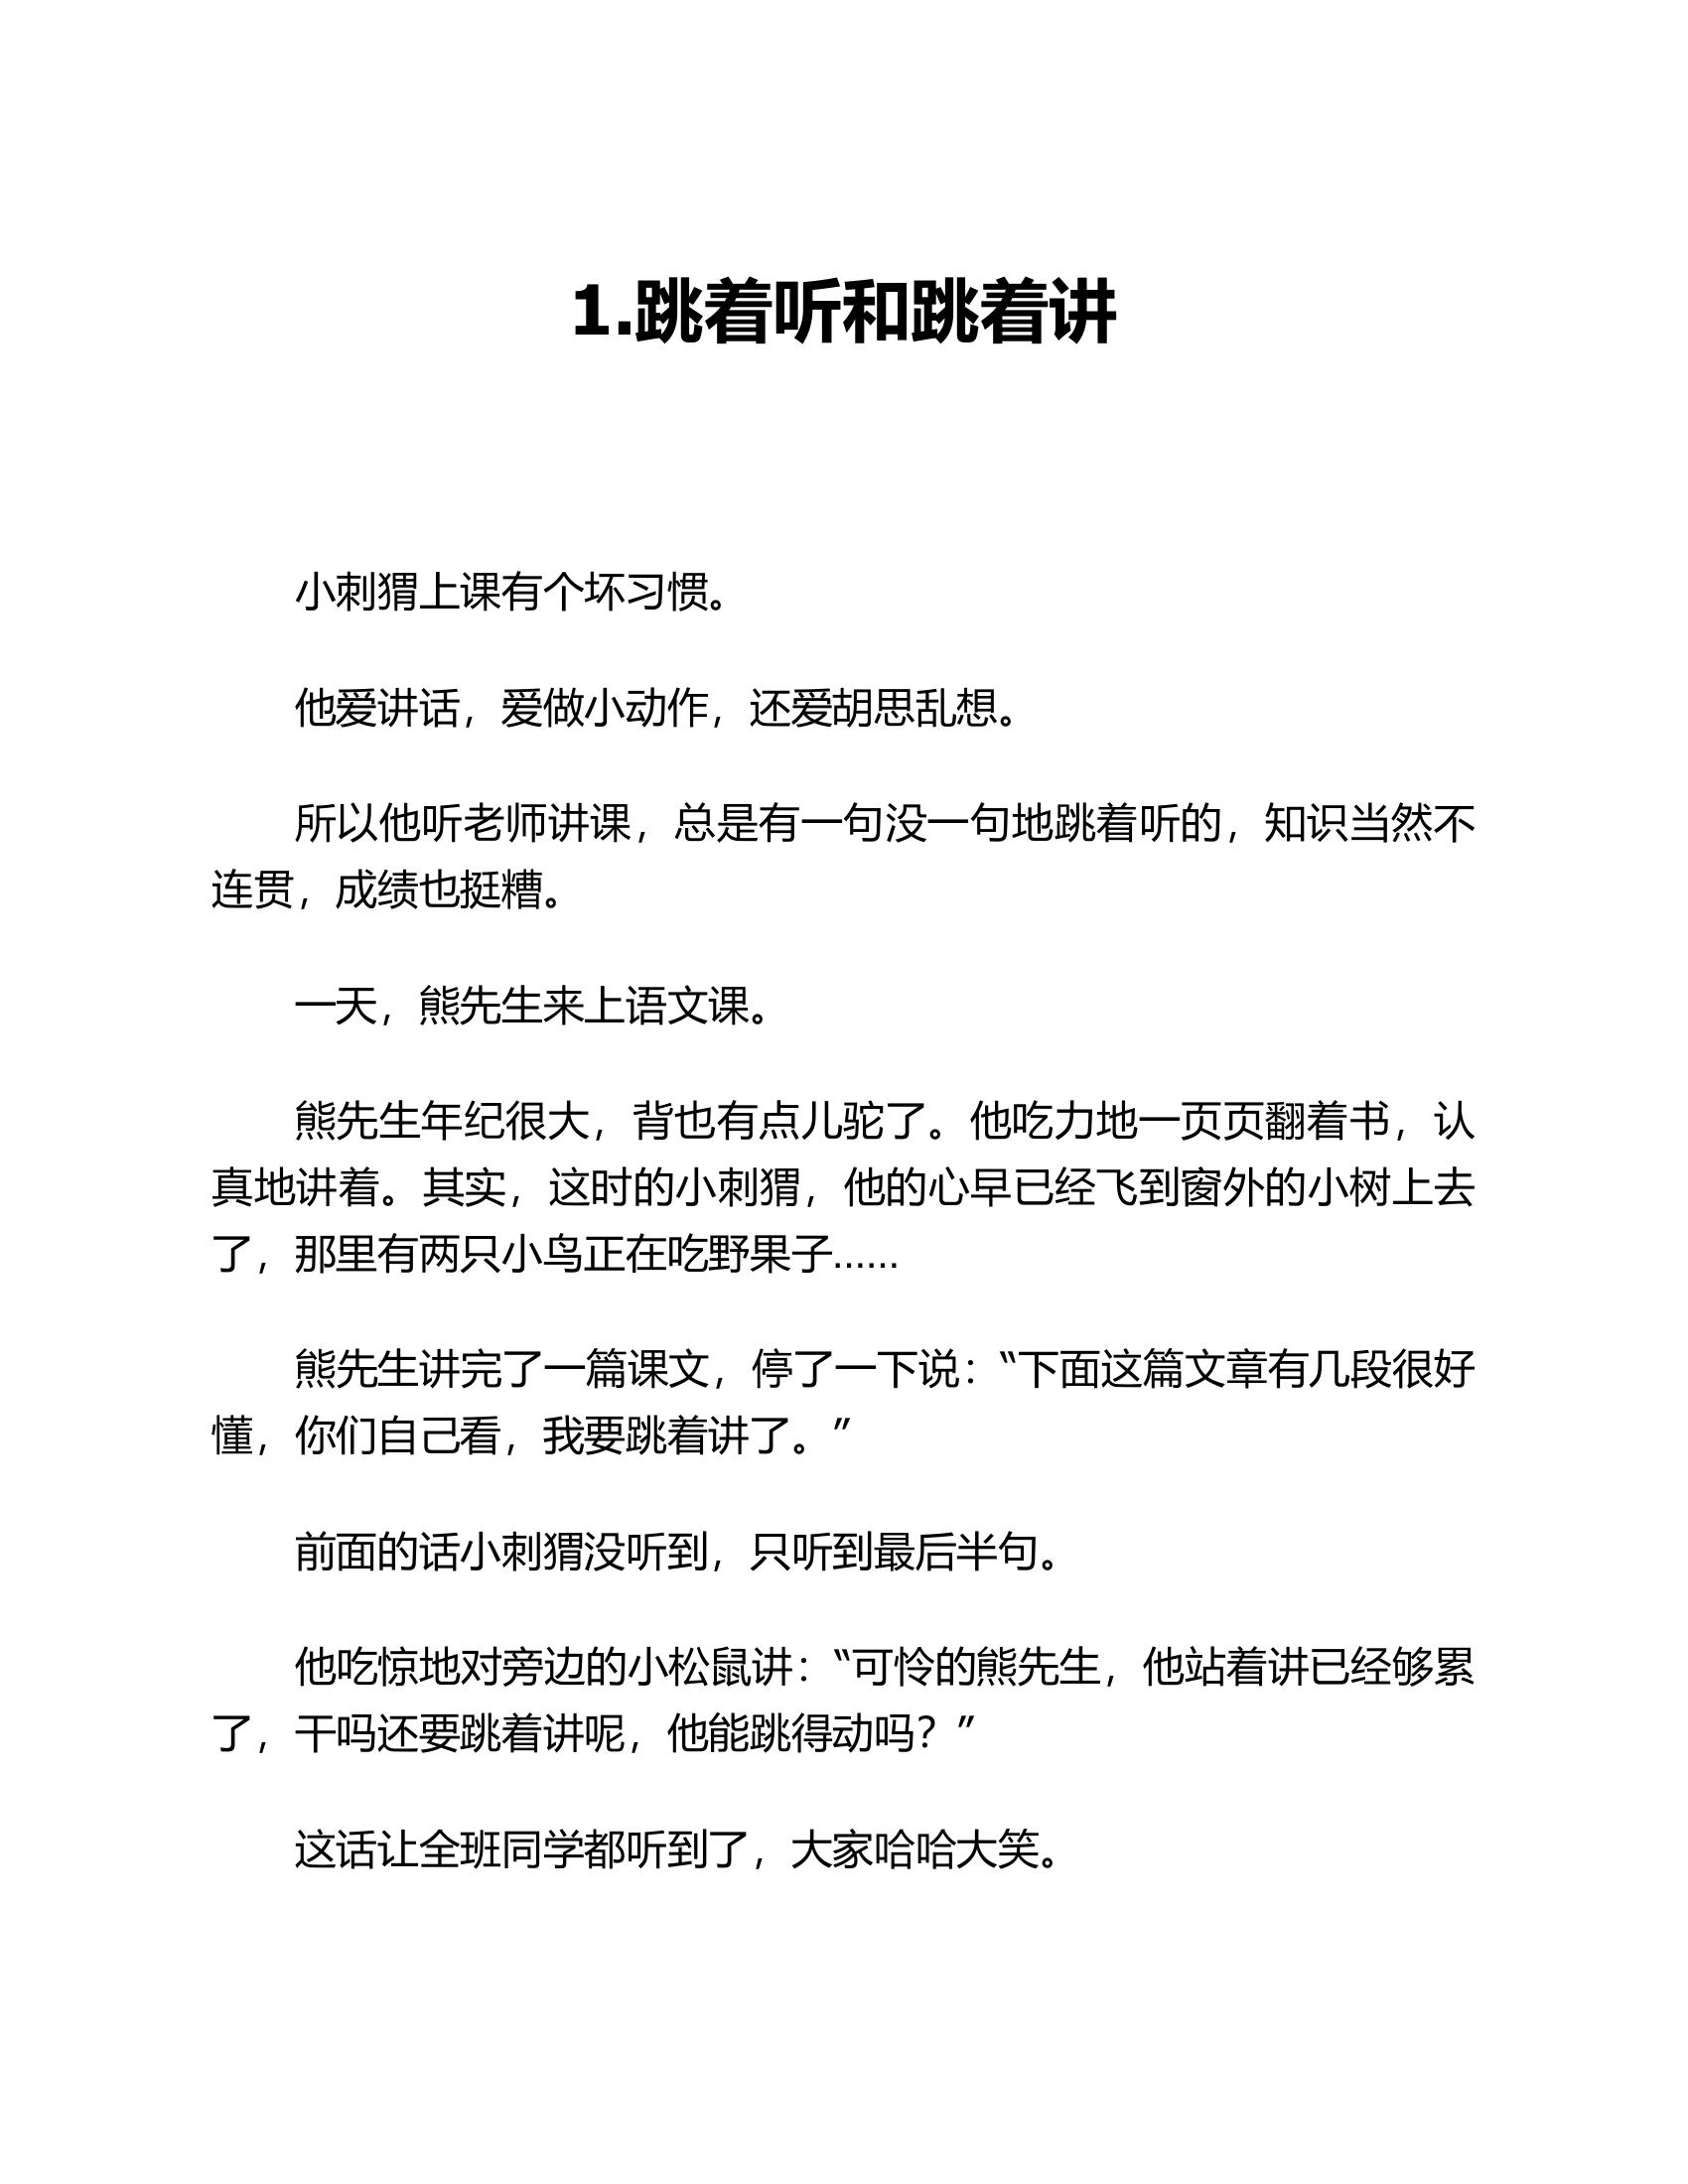 1.跳着听和跳着讲
小刺猬上课有个坏习惯。
他爱讲话，爱做小动作，还爱胡思乱想。
所以他听老师讲课，总是有一句没一句地跳着听的，知识当然不
连贯，成绩也挺糟。
一天，熊先生来上语文课。
熊先生年纪很大，背也有点儿驼了。他吃力地一页页翻着书，认
真地讲着。其实，这时的小刺猬，他的心早已经飞到窗外的小树上去
了，那里有两只小鸟正在吃野果子……
熊先生讲完了一篇课文，停了一下说：“下面这篇文章有几段很好
懂，你们自己看，我要跳着讲了。”
前面的话小刺猬没听到，只听到最后半句。
他吃惊地对旁边的小松鼠讲：“可怜的熊先生，他站着讲已经够累
了，干吗还要跳着讲呢，他能跳得动吗？”
这话让全班同学都听到了，大家哈哈大笑。